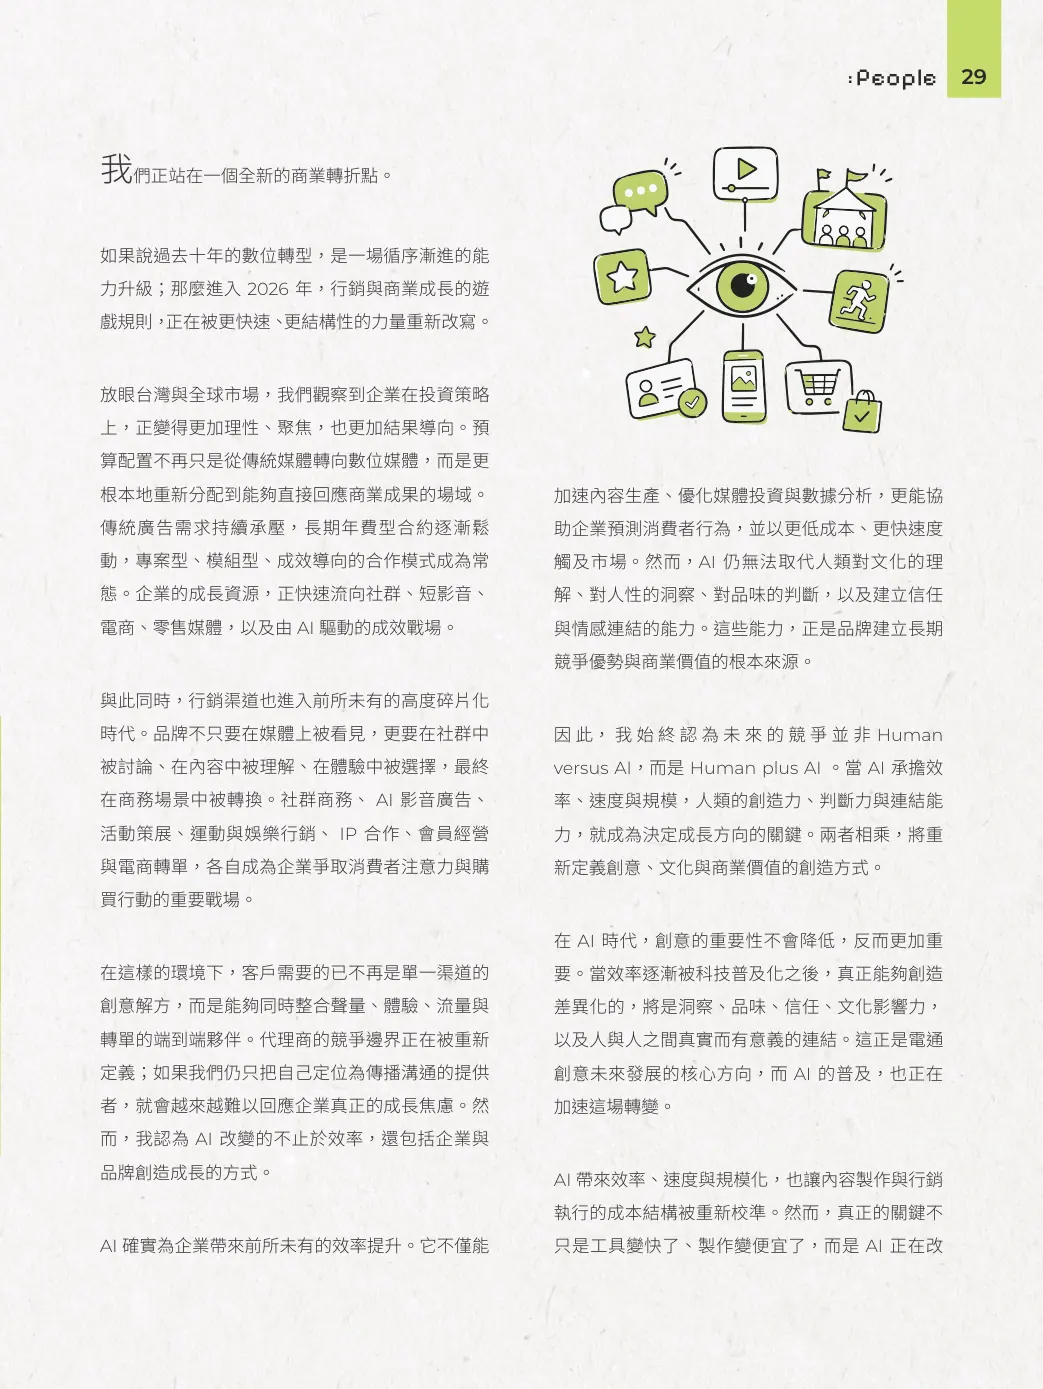 :People 29
我們正站在一個全新的商業轉折點。
如果說過去十年的數位轉型，是一場循序漸進的能
力升級；那麼進入 2026 年，行銷與商業成長的遊
戲規則，正在被更快速、更結構性的力量重新改寫。
放眼台灣與全球市場，我們觀察到企業在投資策略
上，正變得更加理性、聚焦，也更加結果導向。預
算配置不再只是從傳統媒體轉向數位媒體，而是更
根本地重新分配到能夠直接回應商業成果的場域。
傳統廣告需求持續承壓，長期年費型合約逐漸鬆
動，專案型、模組型、成效導向的合作模式成為常
態。企業的成長資源，正快速流向社群、短影音、
電商、零售媒體，以及由 AI 驅動的成效戰場。
與此同時，行銷渠道也進入前所未有的高度碎片化
時代。品牌不只要在媒體上被看見，更要在社群中
被討論、在內容中被理解、在體驗中被選擇，最終
在商務場景中被轉換。社群商務、 AI 影音廣告、
活動策展、運動與娛樂行銷、 IP 合作、會員經營
與電商轉單，各自成為企業爭取消費者注意力與購
買行動的重要戰場。
在這樣的環境下，客戶需要的已不再是單一渠道的
創意解方，而是能夠同時整合聲量、體驗、流量與
轉單的端到端夥伴。代理商的競爭邊界正在被重新
定義；如果我們仍只把自己定位為傳播溝通的提供
者，就會越來越難以回應企業真正的成長焦慮。然
而，我認為 AI 改變的不止於效率，還包括企業與
品牌創造成長的方式。
AI 確實為企業帶來前所未有的效率提升。它不僅能
加速內容生產、優化媒體投資與數據分析，更能協
助企業預測消費者行為，並以更低成本、更快速度
觸及市場。然而，AI 仍無法取代人類對文化的理
解、對人性的洞察、對品味的判斷，以及建立信任
與情感連結的能力。這些能力，正是品牌建立長期
競爭優勢與商業價值的根本來源。
因此，我始終認為未來的競爭並非 Human
versus AI，而是 Human plus AI 。當 AI 承擔效
率、速度與規模，人類的創造力、判斷力與連結能
力，就成為決定成長方向的關鍵。兩者相乘，將重
新定義創意、文化與商業價值的創造方式。
在 AI 時代，創意的重要性不會降低，反而更加重
要。當效率逐漸被科技普及化之後，真正能夠創造
差異化的，將是洞察、品味、信任、文化影響力，
以及人與人之間真實而有意義的連結。這正是電通
創意未來發展的核心方向，而 AI 的普及，也正在
加速這場轉變。
AI 帶來效率、速度與規模化，也讓內容製作與行銷
執行的成本結構被重新校準。然而，真正的關鍵不
只是工具變快了、製作變便宜了，而是 AI 正在改